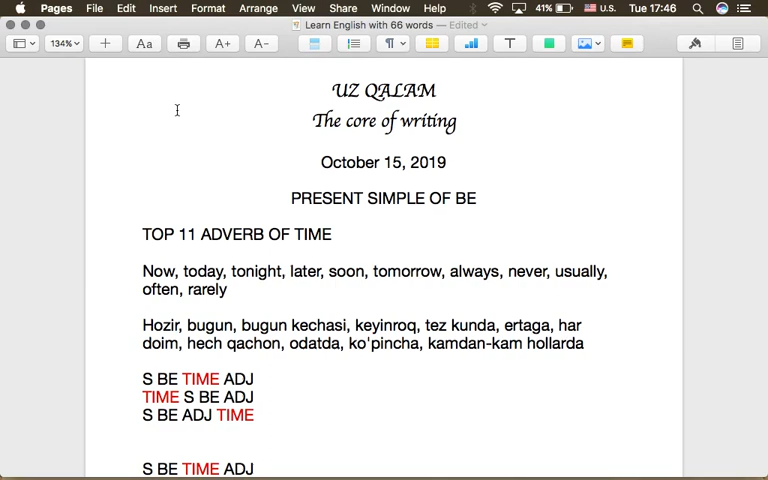 Pages File Edit Insert Format Arrange View Share Window Help 41% U.S. Tue 17:46
Learn English with 66 words — Edited
134% Aa A+ A- T
UZ QALAM
The core of writing
October 15, 2019
PRESENT SIMPLE OF BE
TOP 11 ADVERB OF TIME
Now, today, tonight, later, soon, tomorrow, always, never, usually,
often, rarely
Hozir, bugun, bugun kechasi, keyinroq, tez kunda, ertaga, har
doim, hech qachon, odatda, ko'pincha, kamdan-kam hollarda
S BE TIME ADJ
TIME S BE ADJ
S BE ADJ TIME
S BE TIME ADJ